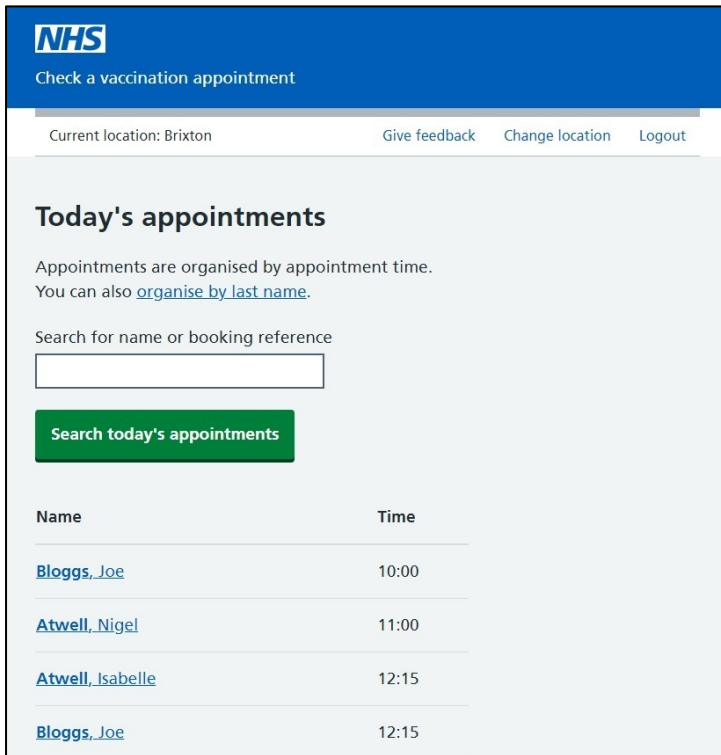 NHS
Check a vaccination appointment
Current location: Brixton Give feedback Change location Logout
Today's appointments
Appointments are organised by appointment time.
You can also organise by last name.
Search for name or booking reference
Search today's appointments
Name Time
Bloggs, Joe 10:00
Atwell, Nigel 11:00
Atwell, Isabelle 12:15
Bloggs, Joe 12:15